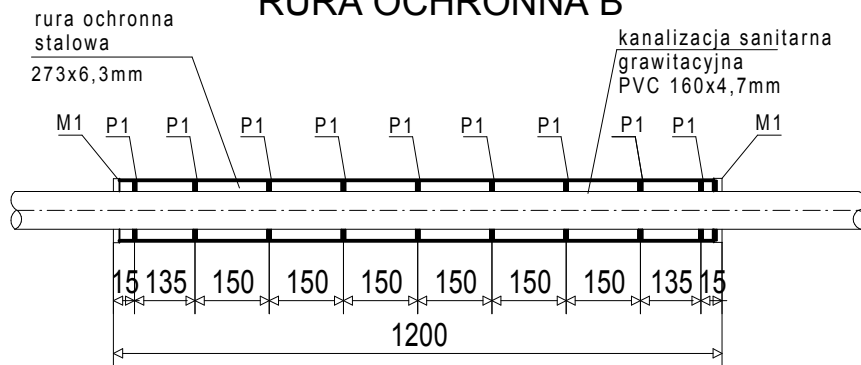 RURA OCHRONNA B
rura ochronna
stalowa
273x6,3mm
kanalizacja sanitarna
grawitacyjna
PVC 160x4,7mm
M1 P1 P1 P1 P1 P1 P1 P1 P1 P1 M1
15 135 150 150 150 150 150 150 135 15
1200